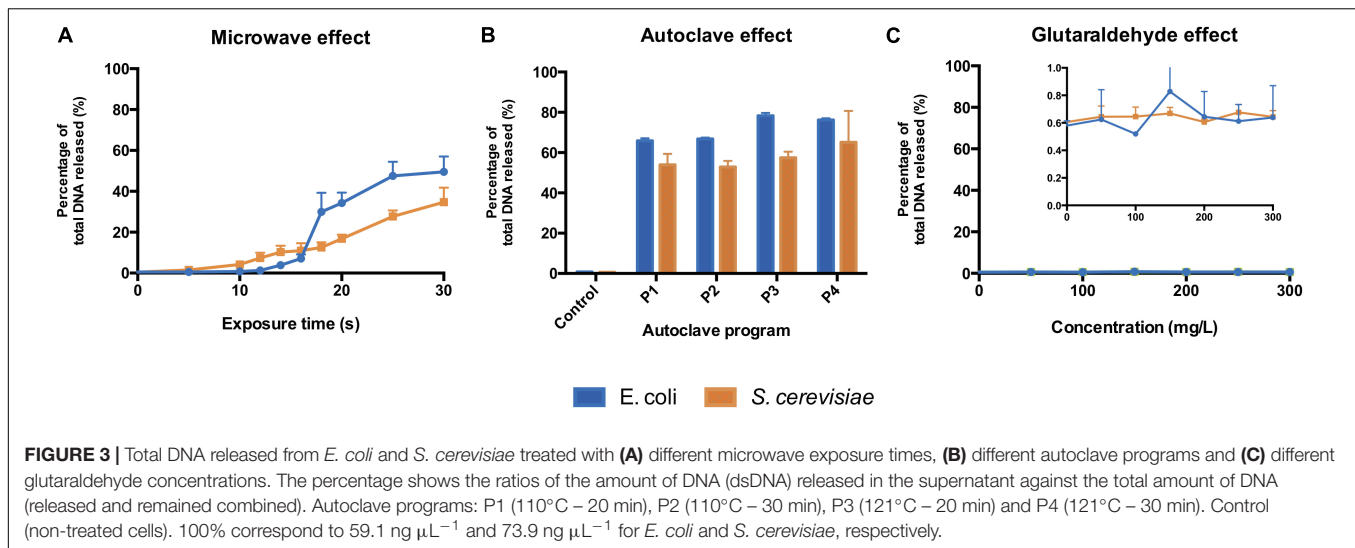 A
Microwave effect
Percentage of
total DNA released (%)
100
80
60
40
20
0
0
10
20
30
Exposure time (s)
B
Autoclave effect
Percentage of
total DNA released (%)
100
80
60
40
20
0
Control
P1
P2
P3
P4
Autoclave program
C
Glutaraldehyde effect
Percentage of
total DNA released (%)
100
80
60
40
20
0
1.0
0.8
0.6
0.4
0.2
0.0
0
100
200
300
0
100
200
300
Concentration (mg/L)
E. coli
S. cerevisiae
FIGURE 3 | Total DNA released from E. coli and S. cerevisiae treated with (A) different microwave exposure times, (B) different autoclave programs and (C) different
glutaraldehyde concentrations. The percentage shows the ratios of the amount of DNA (dsDNA) released in the supernatant against the total amount of DNA
(released and remained combined). Autoclave programs: P1 (110°C – 20 min), P2 (110°C – 30 min), P3 (121°C – 20 min) and P4 (121°C – 30 min). Control
(non-treated cells). 100% correspond to 59.1 ng μL⁻¹ and 73.9 ng μL⁻¹ for E. coli and S. cerevisiae, respectively.